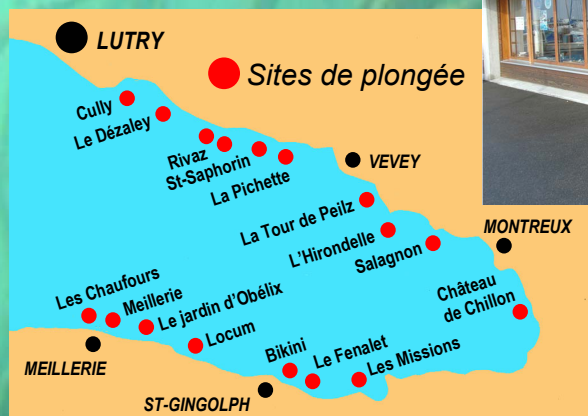 LUTRY
Sites de plongée
Cully
Le Dézaley
Rivaz
St-Saphorin
La Pichette
VEVEY
La Tour de Peilz
L'Hirondelle
Salagnon
MONTREUX
Château
de Chillon
Les Chaufours
Meillerie
Le jardin d'Obélix
Locum
MEILLERIE
Bikini
Le Fenalet
Les Missions
ST-GINGOLPH